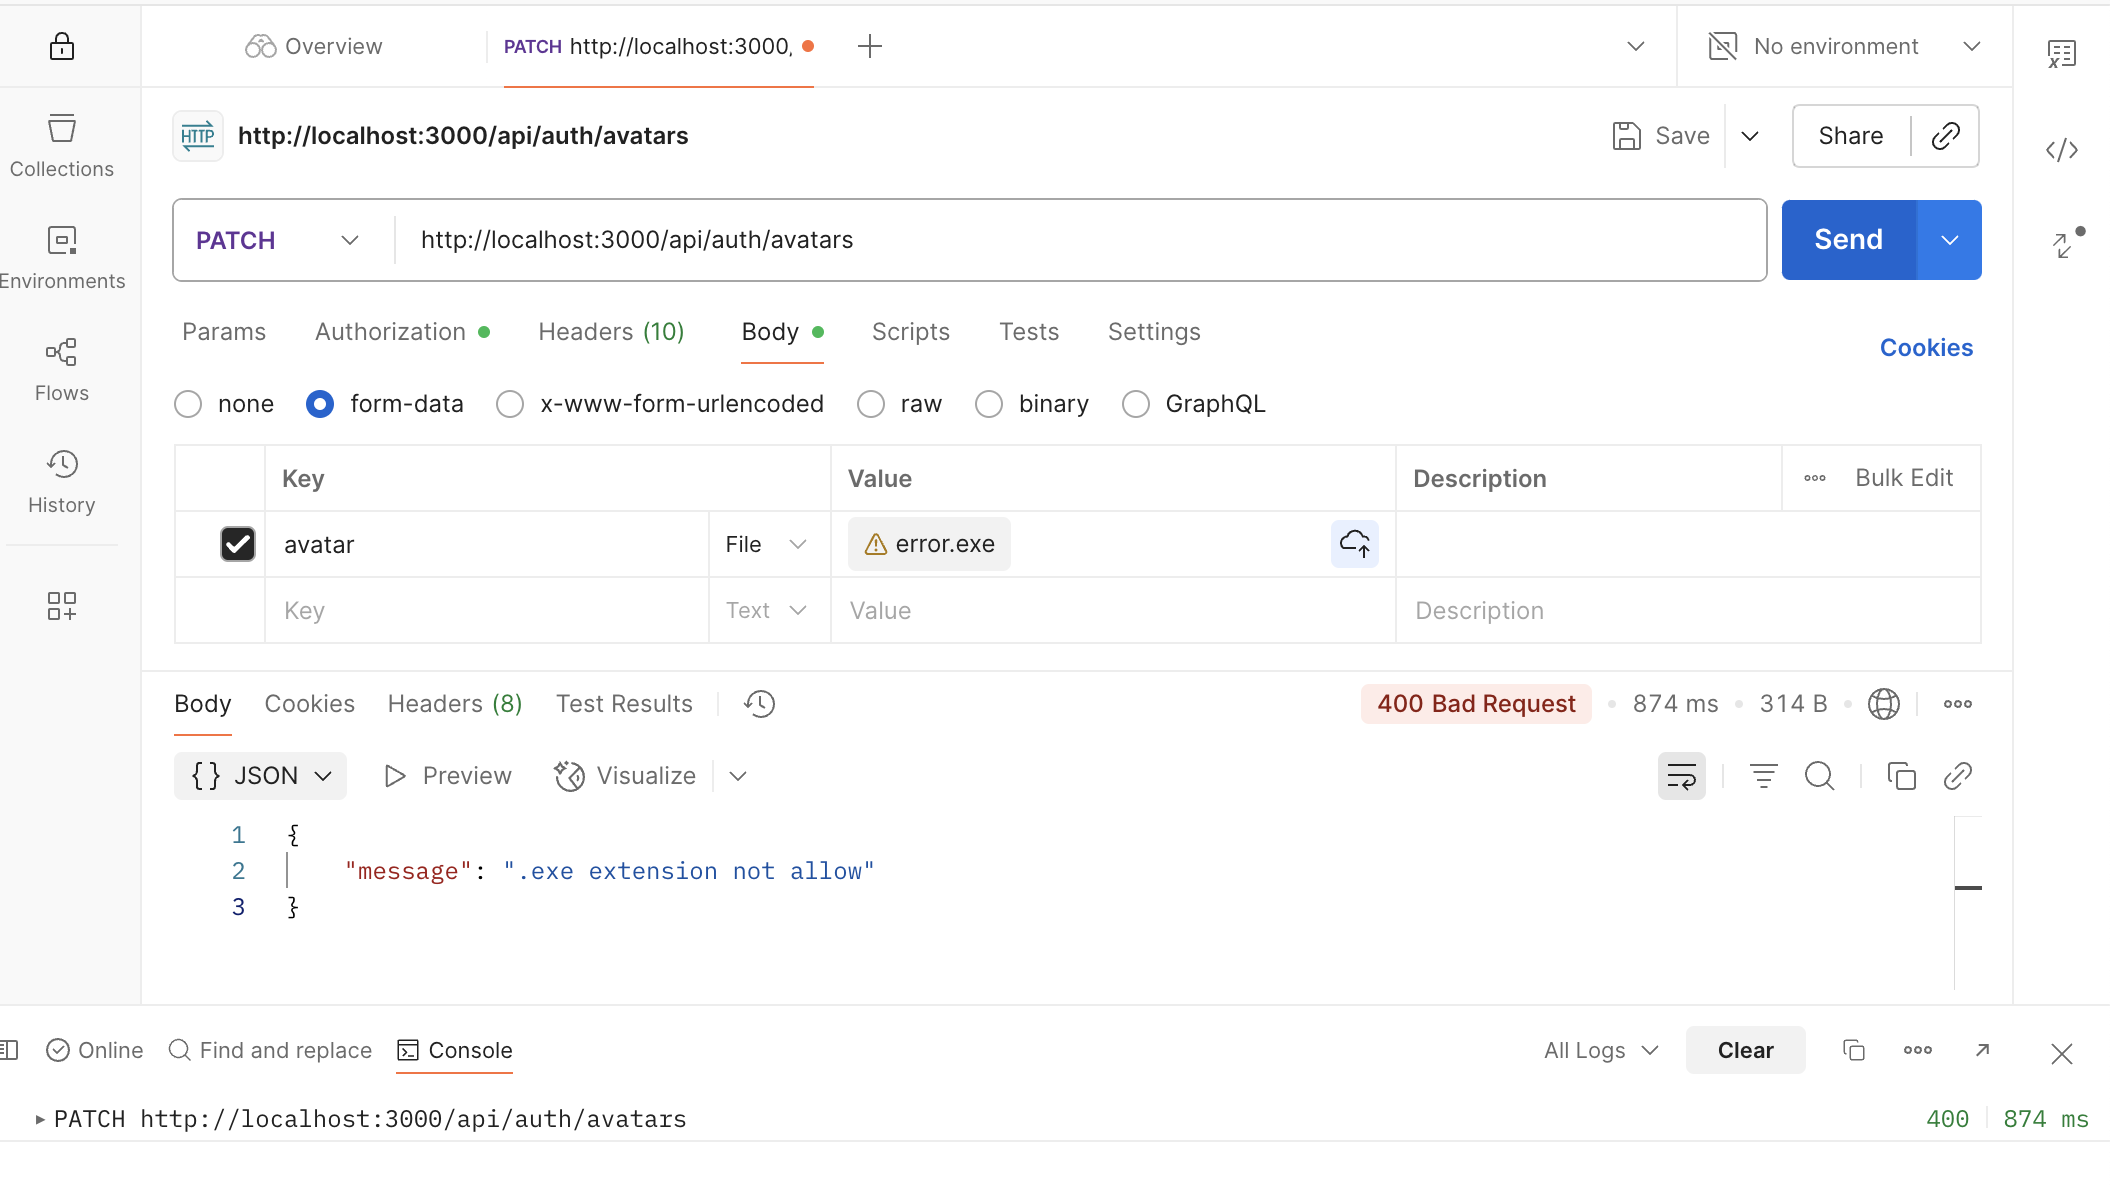 Overview
PATCH http://localhost:3000,
No environment
HTTP http://localhost:3000/api/auth/avatars
Save
Share
Collections
Environments
Flows
History
PATCH http://localhost:3000/api/auth/avatars
Send
Params Authorization Headers (10) Body Scripts Tests Settings
Cookies
none form-data x-www-form-urlencoded raw binary GraphQL
Key Value Description Bulk Edit
avatar File error.exe
Key Text Value Description
Body Cookies Headers (8) Test Results
400 Bad Request 874 ms 314 B
{} JSON Preview Visualize
1 {
2 "message": ".exe extension not allow"
3 }
Online Find and replace Console
All Logs Clear
PATCH http://localhost:3000/api/auth/avatars
400 874 ms